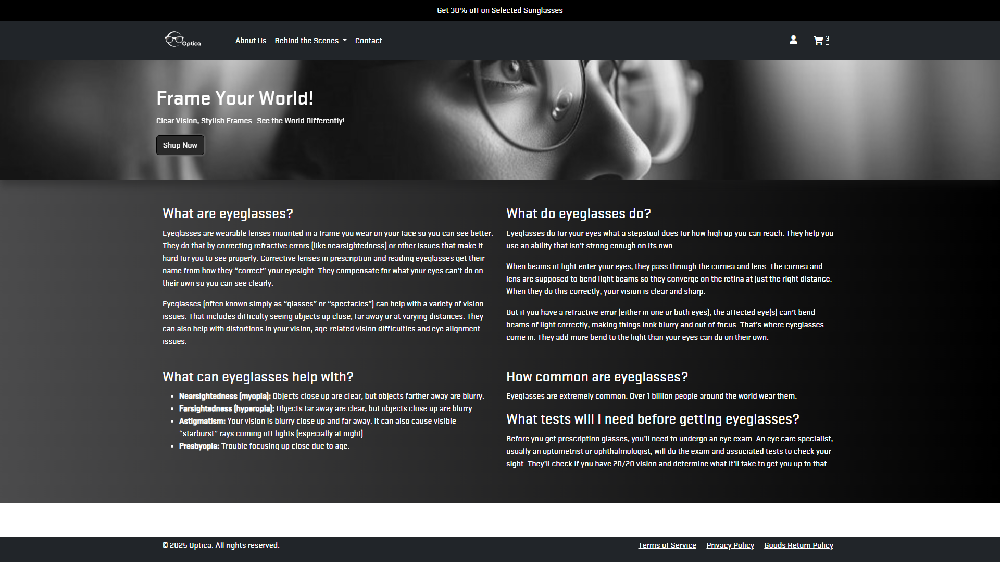 Get 30% off on Selected Sunglasses
Optica
About Us
Behind the Scenes
Contact
3
Frame Your World!
Clear Vision, Stylish Frames—See the World Differently!
Shop Now
What are eyeglasses?
Eyeglasses are wearable lenses mounted in a frame you wear on your face so you can see better.
They do that by correcting refractive errors (like nearsightedness) or other issues that make it
hard for you to see properly. Corrective lenses in prescription and reading eyeglasses get their
name from how they “correct” your eyesight. They compensate for what your eyes can’t do on
their own so you can see clearly.
Eyeglasses (often known simply as “glasses” or “spectacles”) can help with a variety of vision
issues. That includes difficulty seeing objects up close, far away or at varying distances. They
can also help with distortions in your vision, age-related vision difficulties and eye alignment
issues.
What do eyeglasses do?
Eyeglasses do for your eyes what a stepstool does for how high up you can reach. They help you
use an ability that isn’t strong enough on its own.
When beams of light enter your eyes, they pass through the cornea and lens. The cornea and
lens are supposed to bend light beams so they converge on the retina at just the right distance.
When they do this correctly, your vision is clear and sharp.
But if you have a refractive error (either in one or both eyes), the affected eye(s) can’t bend
beams of light correctly, making things look blurry and out of focus. That’s where eyeglasses
come in. They add more bend to the light than your eyes can do on their own.
What can eyeglasses help with?
• Nearsightedness (myopia): Objects close up are clear, but objects farther away are blurry.
• Farsightedness (hyperopia): Objects far away are clear, but objects close up are blurry.
• Astigmatism: Your vision is blurry close up and far away. It can also cause visible
“starburst” rays coming off lights (especially at night).
• Presbyopia: Trouble focusing up close due to age.
How common are eyeglasses?
Eyeglasses are extremely common. Over 1 billion people around the world wear them.
What tests will I need before getting eyeglasses?
Before you get prescription glasses, you’ll need to undergo an eye exam. An eye care specialist,
usually an optometrist or ophthalmologist, will do the exam and associated tests to check your
sight. They’ll check if you have 20/20 vision and determine what it’ll take to get you up to that.
© 2025 Optica. All rights reserved.
Terms of Service
Privacy Policy
Goods Return Policy